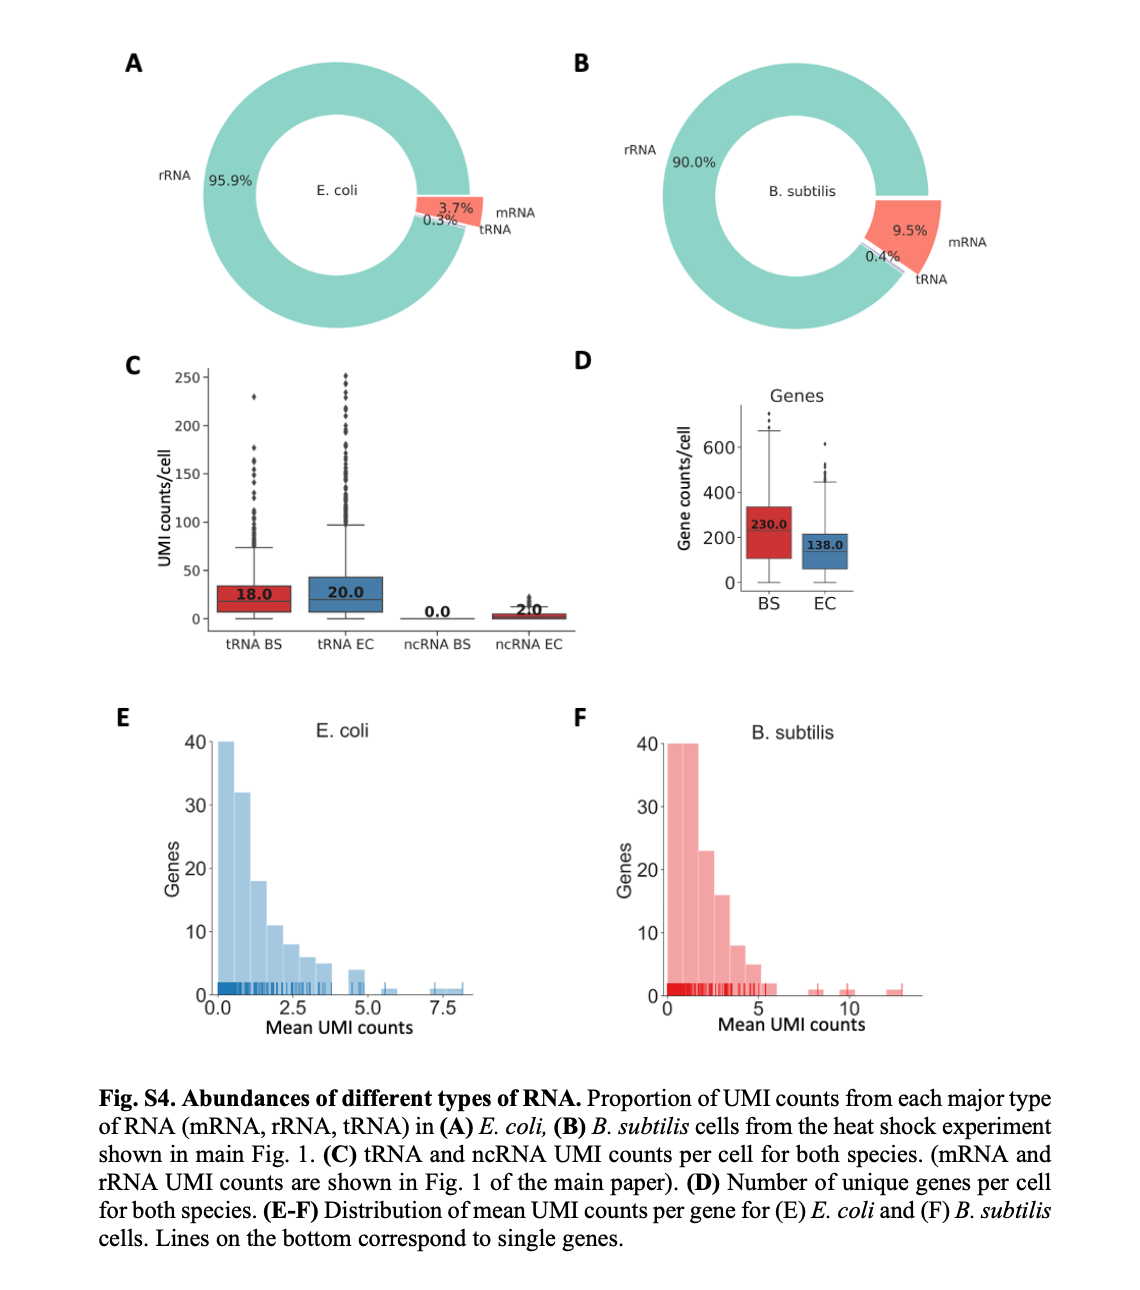 A
rRNA
95.9%
E. coli
3.7%
mRNA
0.3%
tRNA
B
rRNA
90.0%
B. subtilis
9.5%
mRNA
0.4%
tRNA
C
UMI counts/cell
250
200
150
100
50
0
18.0
20.0
0.0
2.0
tRNA BS
tRNA EC
ncRNA BS
ncRNA EC
D
Genes
Gene counts/cell
600
400
200
0
230.0
138.0
BS
EC
E
E. coli
Genes
40
30
20
10
0
0.0
2.5
5.0
7.5
Mean UMI counts
F
B. subtilis
Genes
40
30
20
10
0
0
5
10
Mean UMI counts
Fig. S4. Abundances of different types of RNA. Proportion of UMI counts from each major type
of RNA (mRNA, rRNA, tRNA) in (A) E. coli, (B) B. subtilis cells from the heat shock experiment
shown in main Fig. 1. (C) tRNA and ncRNA UMI counts per cell for both species. (mRNA and
rRNA UMI counts are shown in Fig. 1 of the main paper). (D) Number of unique genes per cell
for both species. (E-F) Distribution of mean UMI counts per gene for (E) E. coli and (F) B. subtilis
cells. Lines on the bottom correspond to single genes.